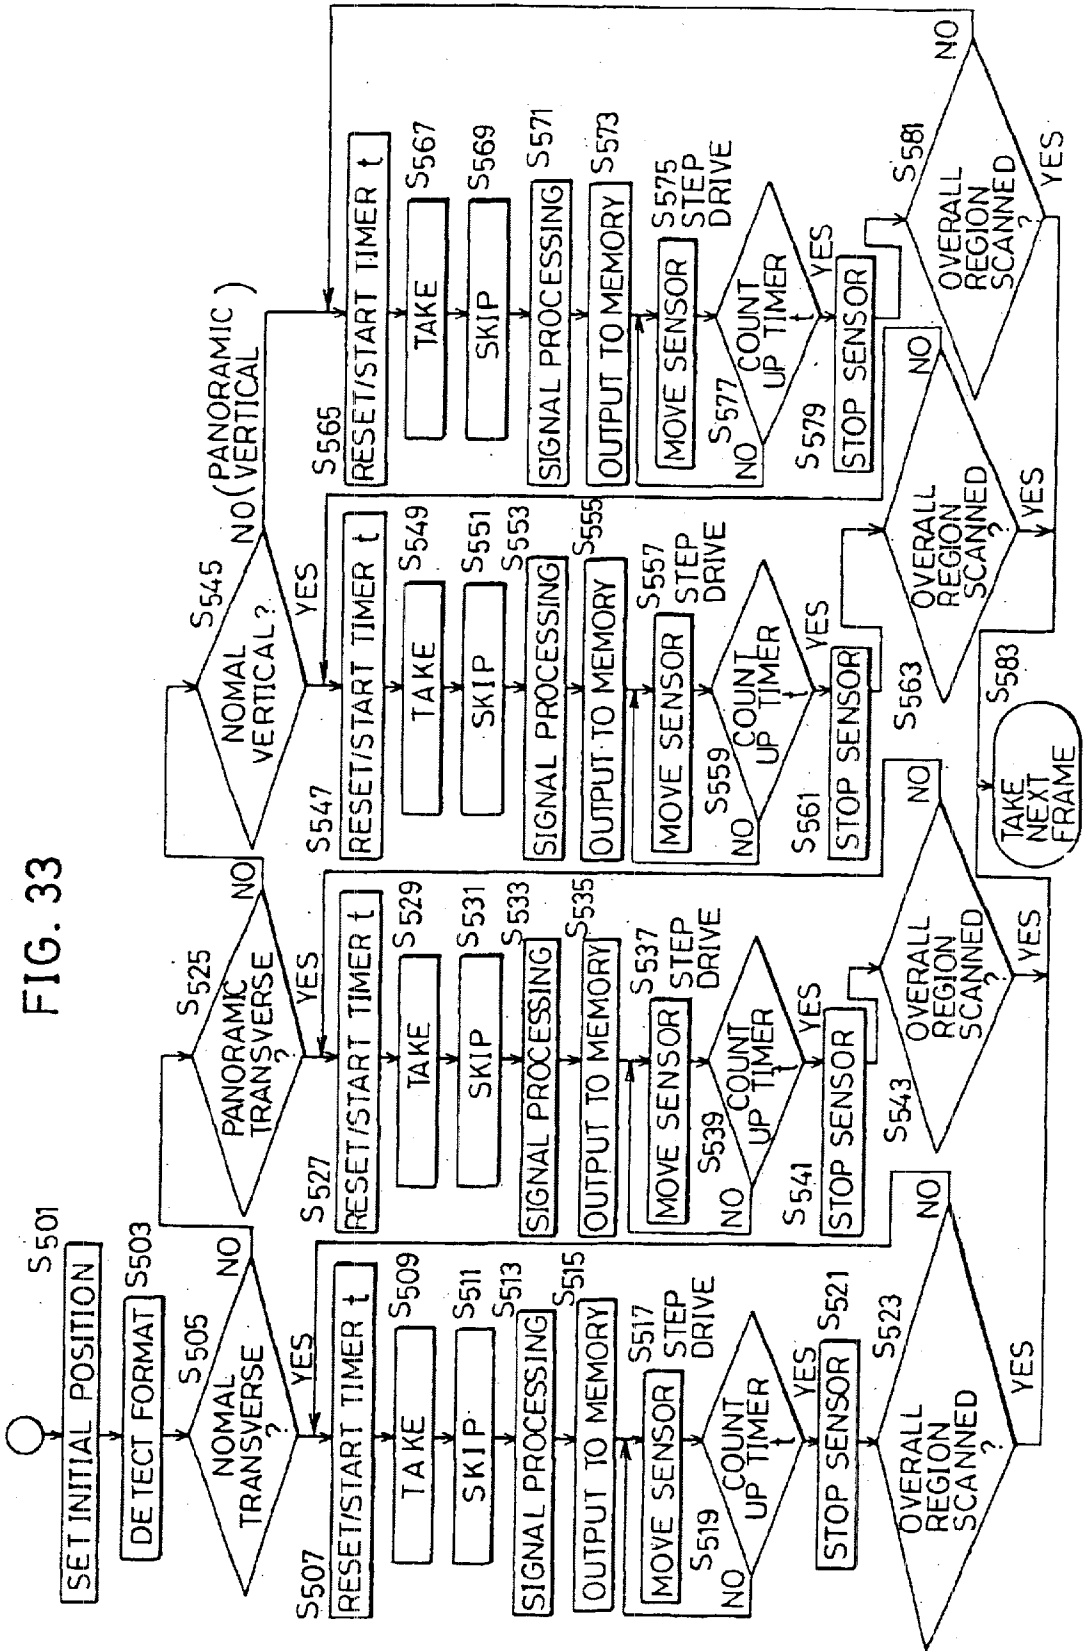 FIG. 33
S501
SET INITIAL POSITION
S503
DETECT FORMAT
S505
NOMAL
TRANSVERSE
?
NO
YES
S507
RESET/START TIMER t
S509
TAKE
S511
SKIP
S513
SIGNAL PROCESSING
S515
OUTPUT TO MEMORY
S517
STEP
DRIVE
MOVE SENSOR
S519
COUNT
UP TIMER
t
NO
YES
S521
STOP SENSOR
S523
OVERALL
REGION
SCANNED
?
NO
YES
S525
PANORAMIC
TRANSVERSE
?
NO
YES
S527
RESET/START TIMER t
S529
TAKE
S531
SKIP
S533
SIGNAL PROCESSING
S535
OUTPUT TO MEMORY
S537
STEP
DRIVE
MOVE SENSOR
S539
COUNT
UP TIMER
t
NO
YES
S541
STOP SENSOR
S543
OVERALL
REGION
SCANNED
?
NO
YES
S545
NOMAL
VERTICAL?
NO(PANORAMIC
VERTICAL)
YES
S547
RESET/START TIMER t
S549
TAKE
S551
SKIP
S553
SIGNAL PROCESSING
S555
OUTPUT TO MEMORY
S557
STEP
DRIVE
MOVE SENSOR
S559
COUNT
UP TIMER
t
NO
YES
S561
STOP SENSOR
S563
OVERALL
REGION
SCANNED
?
NO
YES
S565
RESET/START TIMER t
S567
TAKE
S569
SKIP
S571
SIGNAL PROCESSING
S573
OUTPUT TO MEMORY
S575
STEP
DRIVE
MOVE SENSOR
S577
COUNT
UP TIMER
t
NO
YES
S579
STOP SENSOR
S581
OVERALL
REGION
SCANNED
?
NO
YES
S583
TAKE
NEXT
FRAME